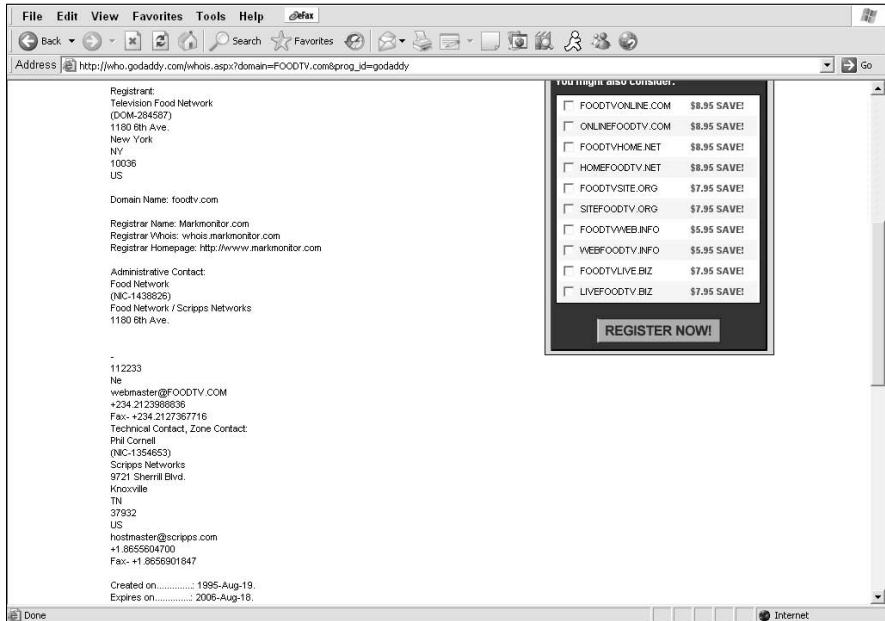 File Edit View Favorites Tools Help eFax
Back Search Favorites
Address http://who.godaddy.com/whois.aspx?domain=FOODTV.com&prog_id=godaddy Go
Registrant:
Television Food Network
(DOM-284587)
1180 6th Ave.
New York
NY
10036
US
Domain Name: foodtv.com
Registrar Name: Markmonitor.com
Registrar Whois: whois.markmonitor.com
Registrar Homepage: http://www.markmonitor.com
Administrative Contact:
Food Network
(NIC-1438826)
Food Network / Scripps Networks
1180 6th Ave.
-
112233
Ne
webmaster@FOODTV.COM
+234.2123988836
Fax- +234.2127367716
Technical Contact, Zone Contact:
Phil Cornell
(NIC-1354653)
Scripps Networks
9721 Sherrill Blvd.
Knoxville
TN
37932
US
hostmaster@scripps.com
+1.8655604700
Fax- +1.8656901847
Created on..............: 1995-Aug-19.
Expires on..............: 2006-Aug-18.
You might also consider:
FOODTVONLINE.COM $8.95 SAVE!
ONLINEFOODTV.COM $8.95 SAVE!
FOODTVHOME.NET $8.95 SAVE!
HOMEFOODTV.NET $8.95 SAVE!
FOODTVSITE.ORG $7.95 SAVE!
SITEFOODTV.ORG $7.95 SAVE!
FOODTVWEB.INFO $5.95 SAVE!
WEBFOODTV.INFO $5.95 SAVE!
FOODTVLIVE.BIZ $7.95 SAVE!
LIVEFOODTV.BIZ $7.95 SAVE!
REGISTER NOW!
Done Internet